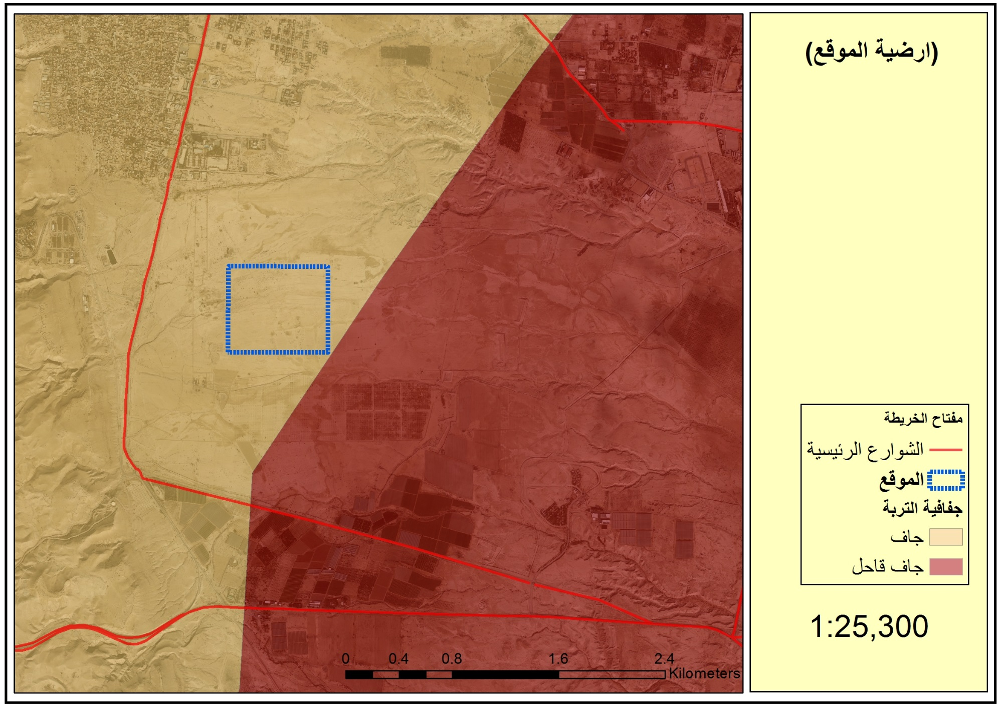 (ارضية الموقع)
مفتاح الخريطة
الشوارع الرئيسية
الموقع
جفافية التربة
جاف
جاف قاحل
1:25,300
0 0.4 0.8 1.6 2.4
Kilometers